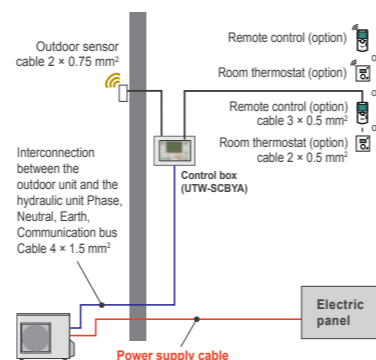 Outdoor sensor
cable 2 × 0.75 mm²
Remote control (option)
o
Room thermostat (option)
o
Remote control (option)
cable 3 × 0.5 mm²
o
Room thermostat (option)
cable 2 × 0.5 mm²
Control box
(UTW-SCBYA)
Interconnection
between the
outdoor unit and the
hydraulic unit Phase,
Neutral, Earth,
Communication bus
Cable 4 × 1.5 mm²
Electric
panel
Power supply cable